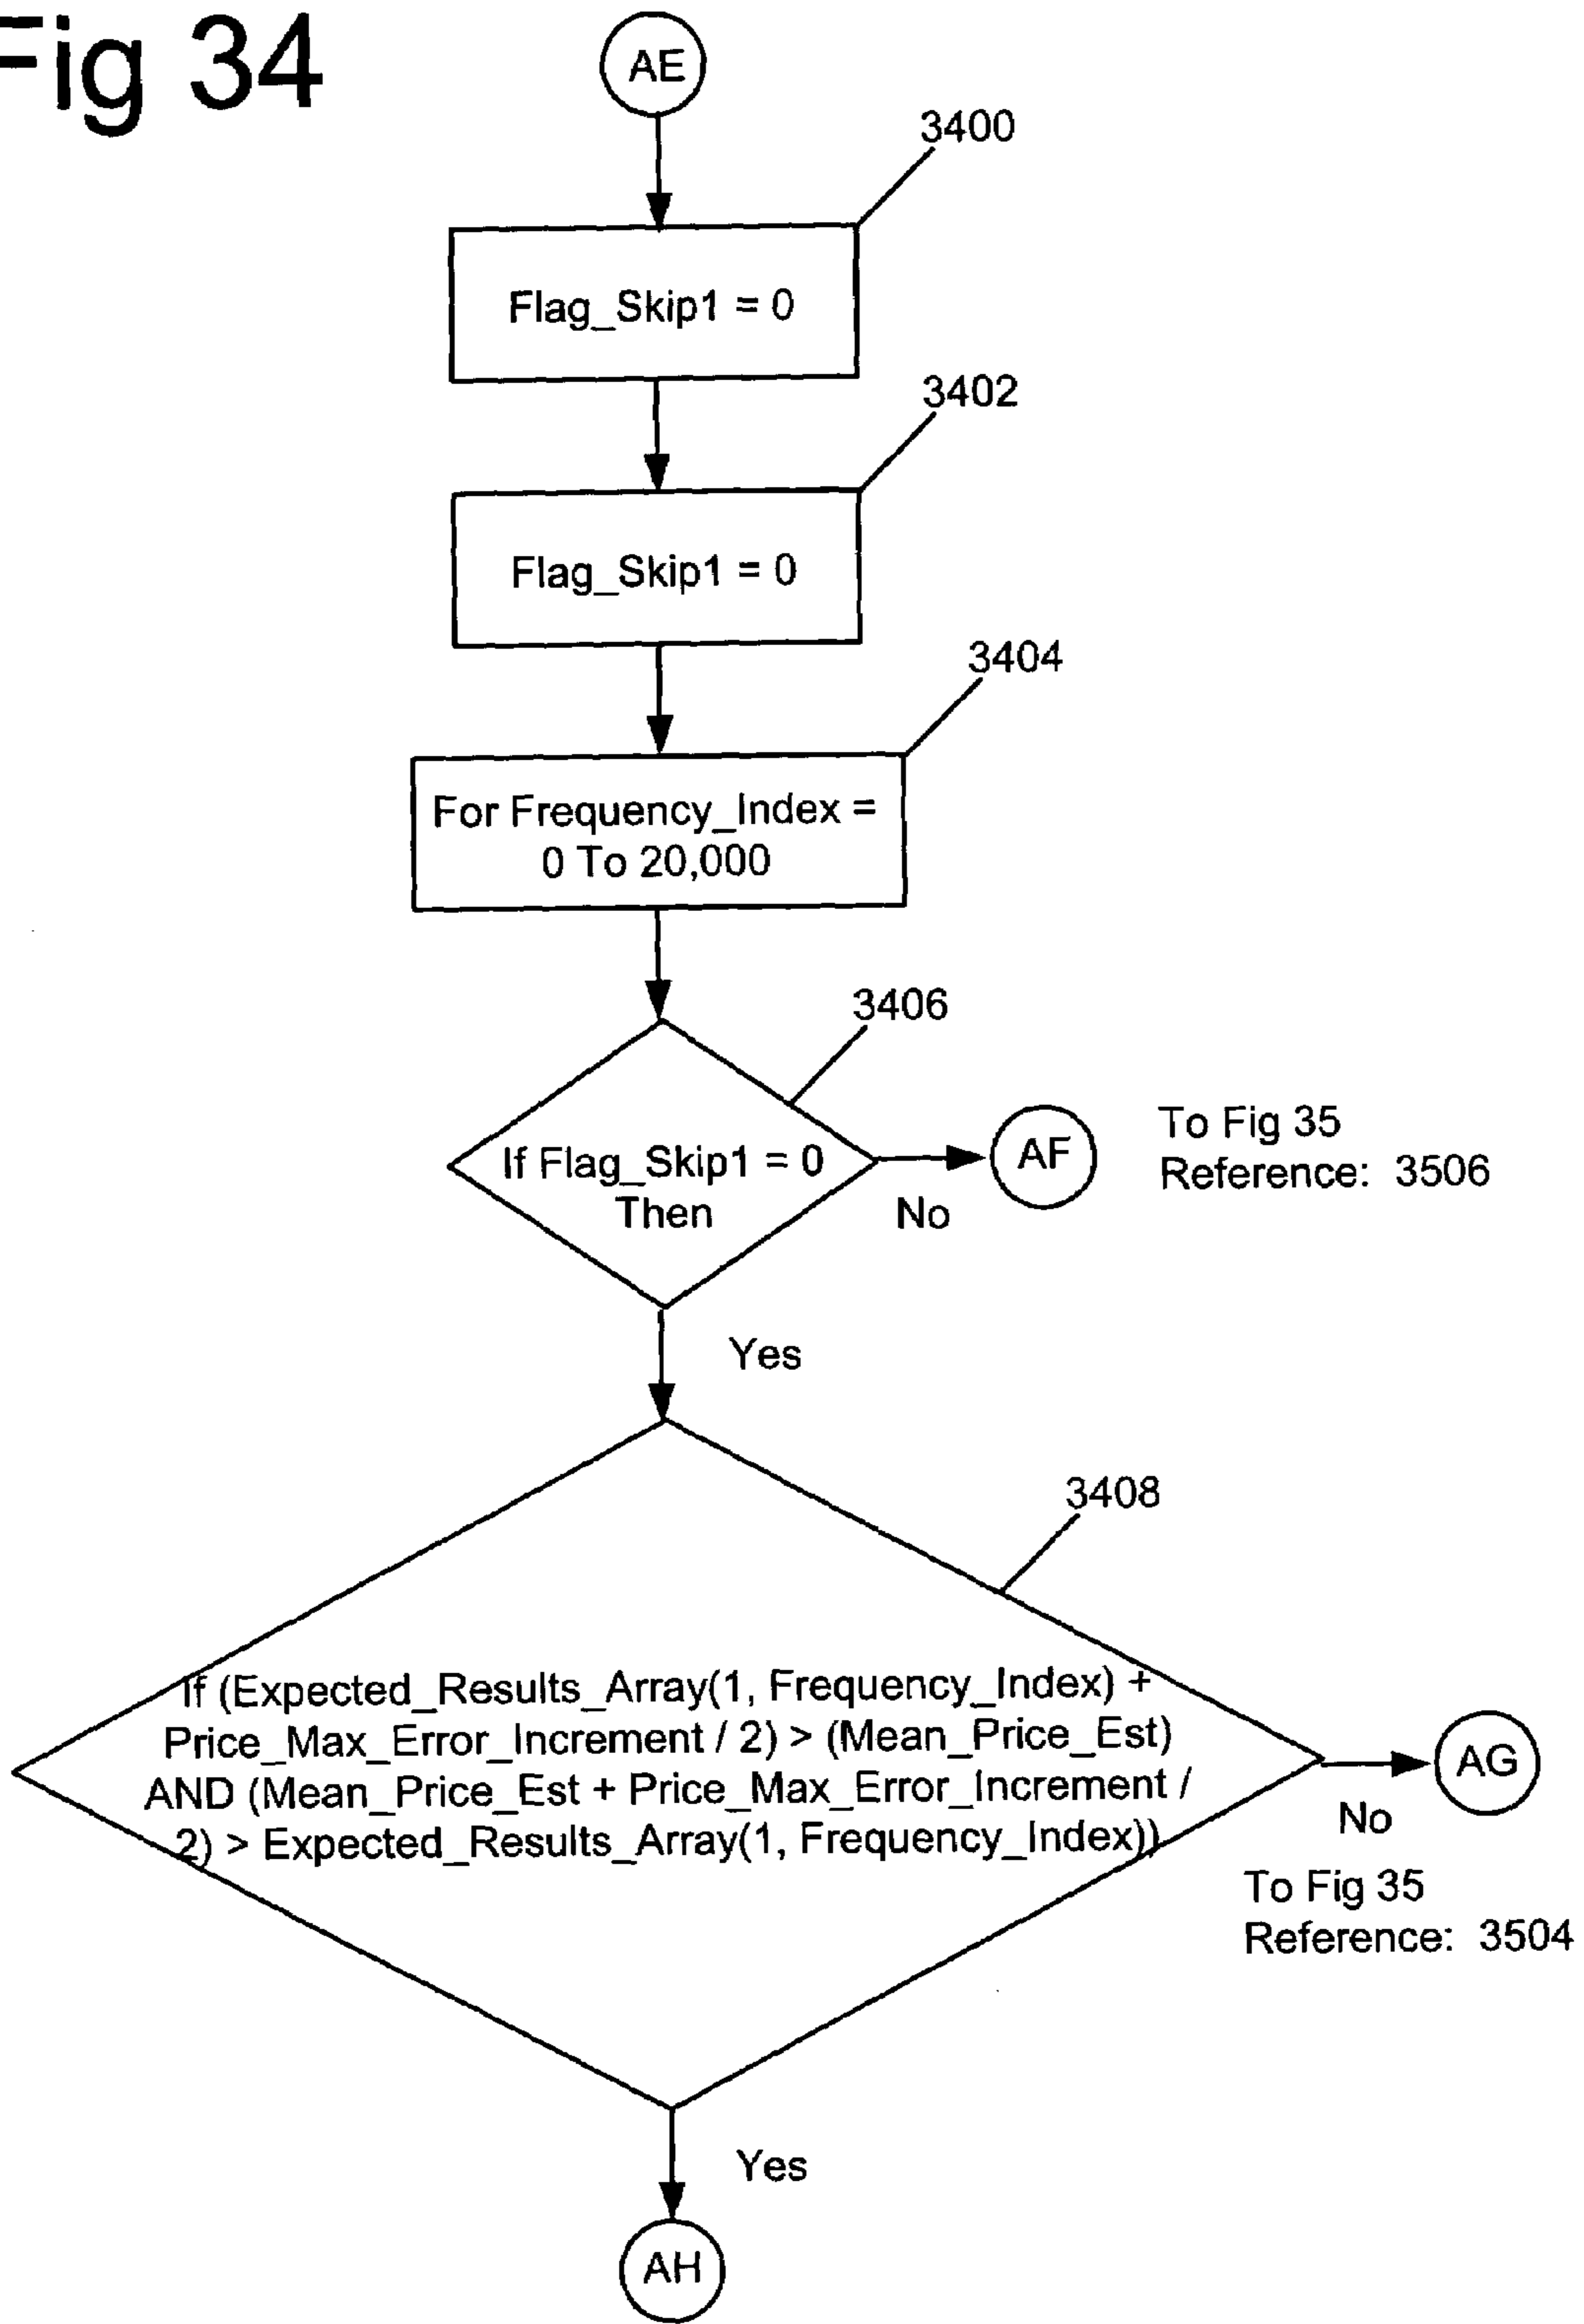 Fig 34
AE
3400
Flag_Skip1 = 0
3402
Flag_Skip1 = 0
3404
For Frequency_Index =
0 To 20,000
3406
If Flag_Skip1 = 0
Then
AF
To Fig 35
Reference: 3506
No
Yes
3408
If (Expected_Results_Array(1, Frequency_Index) +
Price_Max_Error_Increment / 2) > (Mean_Price_Est)
AND (Mean_Price_Est + Price_Max_Error_Increment /
2) > Expected_Results_Array(1, Frequency_Index))
AG
No
To Fig 35
Reference: 3504
Yes
AH